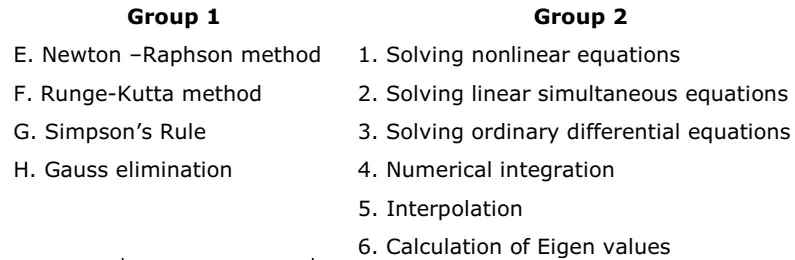 Group 1 Group 2
E. Newton –Raphson method 1. Solving nonlinear equations
F. Runge-Kutta method 2. Solving linear simultaneous equations
G. Simpson's Rule 3. Solving ordinary differential equations
H. Gauss elimination 4. Numerical integration
5. Interpolation
6. Calculation of Eigen values